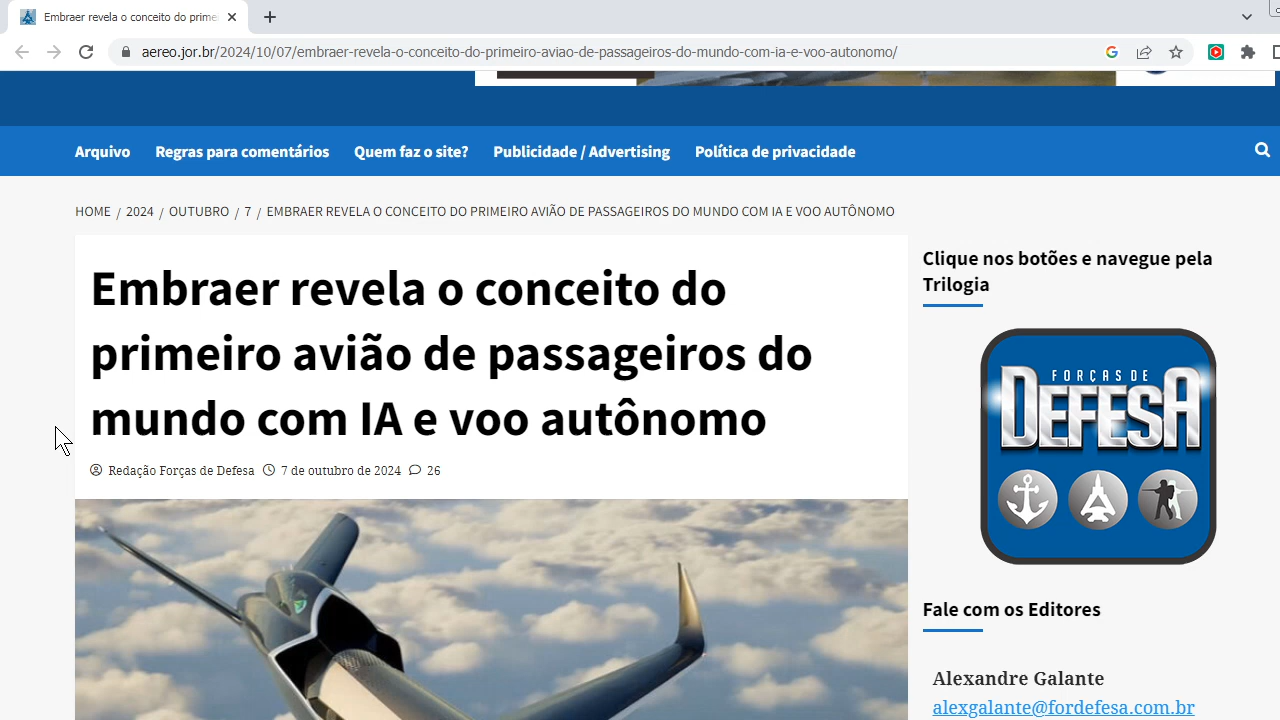 Embraer revela o conceito do prime
aereo.jor.br/2024/10/07/embraer-revela-o-conceito-do-primeiro-aviao-de-passageiros-do-mundo-com-ia-e-voo-autonomo/
Arquivo Regras para comentários Quem faz o site? Publicidade / Advertising Política de privacidade
HOME / 2024 / OUTUBRO / 7 / EMBRAER REVELA O CONCEITO DO PRIMEIRO AVIÃO DE PASSAGEIROS DO MUNDO COM IA E VOO AUTÔNOMO
Embraer revela o conceito do
primeiro avião de passageiros do
mundo com IA e voo autônomo
Redação Forças de Defesa 7 de outubro de 2024 26
Clique nos botões e navegue pela
Trilogia
FORÇAS DE
DEFESA
Fale com os Editores
Alexandre Galante
alexgalante@fordefesa.com.br